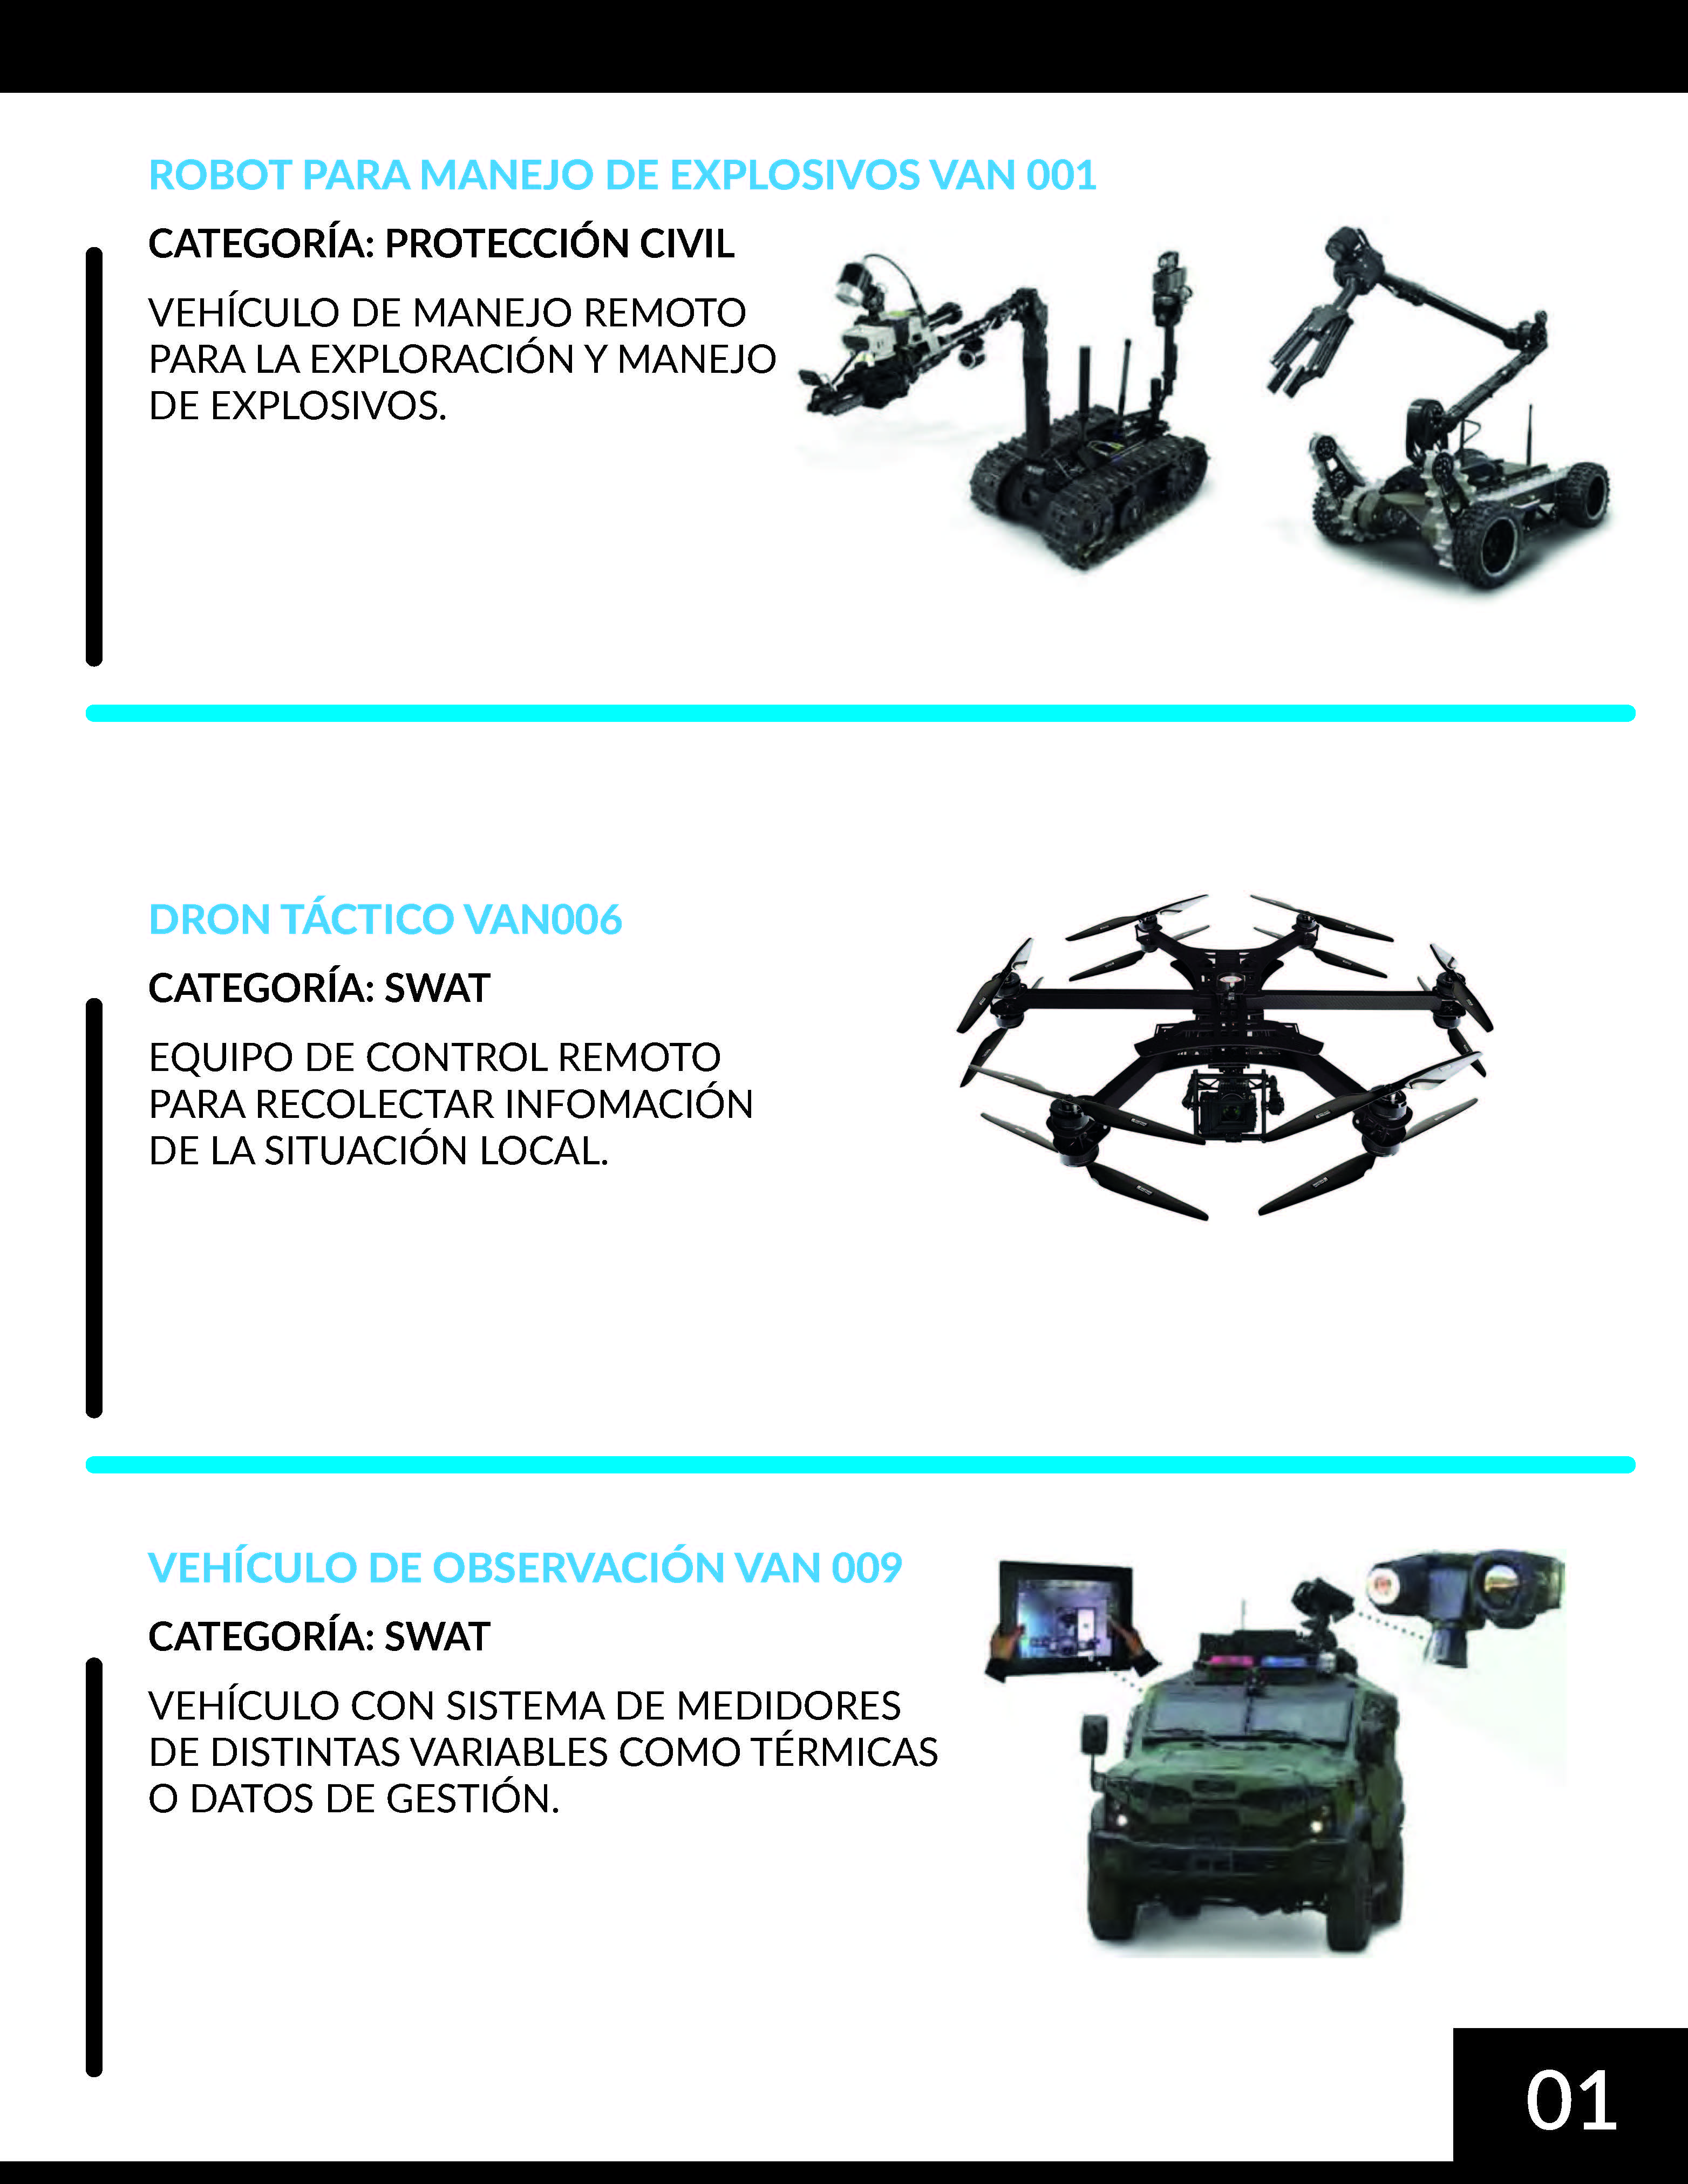 ROBOT PARA MANEJO DE EXPLOSIVOS VAN 001
CATEGORÍA: PROTECCIÓN CIVIL
VEHÍCULO DE MANEJO REMOTO
PARA LA EXPLORACIÓN Y MANEJO
DE EXPLOSIVOS.
DRON TÁCTICO VAN006
CATEGORÍA: SWAT
EQUIPO DE CONTROL REMOTO
PARA RECOLECTAR INFOMACIÓN
DE LA SITUACIÓN LOCAL.
VEHÍCULO DE OBSERVACIÓN VAN 009
CATEGORÍA: SWAT
VEHÍCULO CON SISTEMA DE MEDIDORES
DE DISTINTAS VARIABLES COMO TÉRMICAS
O DATOS DE GESTIÓN.
01